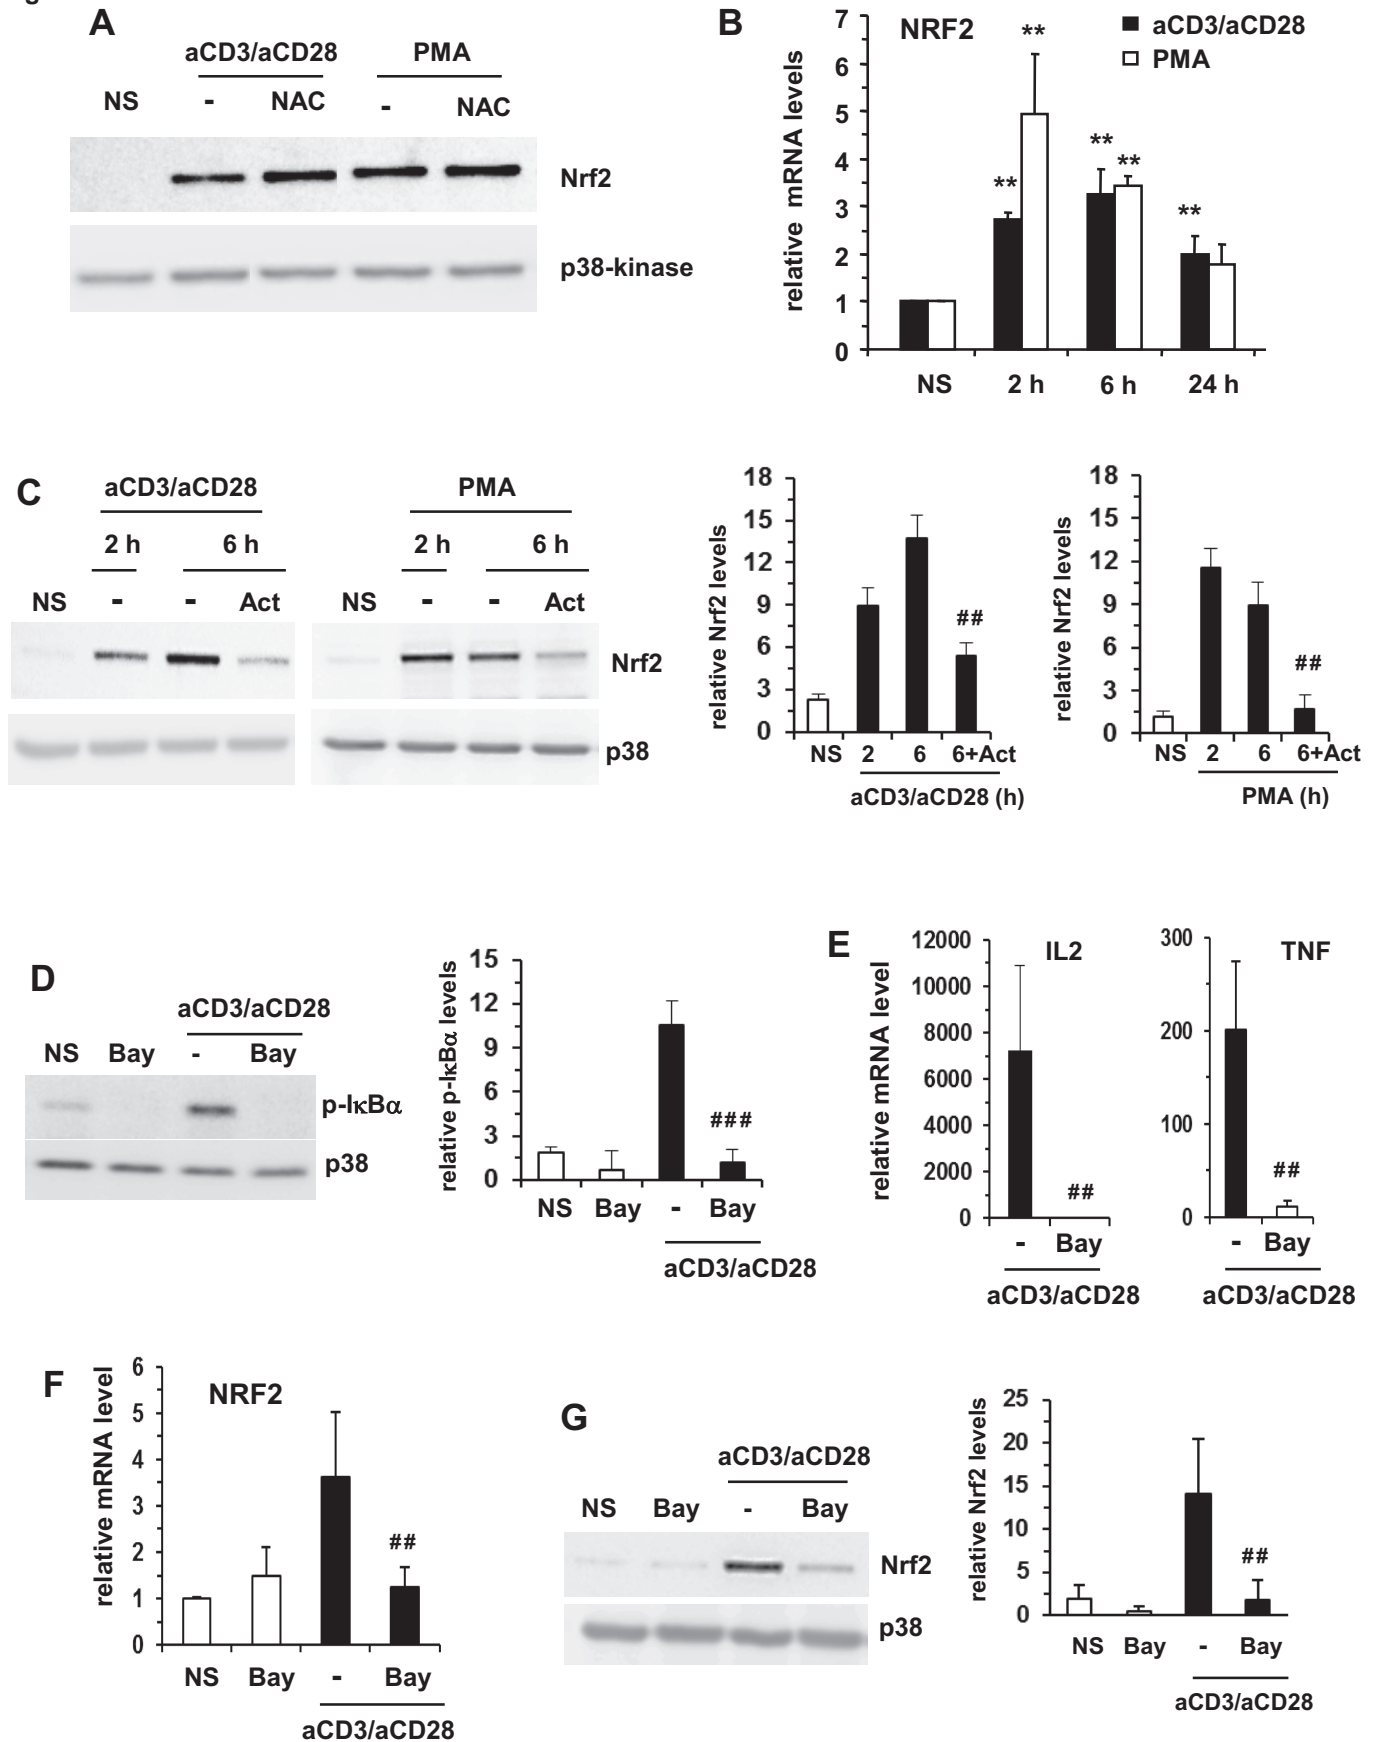 A
aCD3/aCD28 PMA
NS - NAC - NAC
Nrf2
p38-kinase
B
NRF2
aCD3/aCD28
PMA
relative mRNA levels
7
6
5
4
3
2
1
0
**
**
**
**
**
NS 2 h 6 h 24 h
C
aCD3/aCD28 PMA
2 h 6 h 2 h 6 h
NS - - Act NS - - Act
Nrf2
p38
relative Nrf2 levels
18
15
12
9
6
3
0
##
NS 2 6 6+Act
aCD3/aCD28 (h)
relative Nrf2 levels
18
15
12
9
6
3
0
##
NS 2 6 6+Act
PMA (h)
D
aCD3/aCD28
NS Bay - Bay
p-IκBα
p38
relative p-IκBα levels
15
12
9
6
3
0
###
NS Bay - Bay
aCD3/aCD28
E
IL2
relative mRNA level
12000
10000
8000
6000
4000
2000
0
##
- Bay
aCD3/aCD28
TNF
300
200
100
0
##
- Bay
aCD3/aCD28
F
NRF2
relative mRNA level
6
5
4
3
2
1
0
##
NS Bay - Bay
aCD3/aCD28
G
aCD3/aCD28
NS Bay - Bay
Nrf2
p38
relative Nrf2 levels
25
20
15
10
5
0
##
NS Bay - Bay
aCD3/aCD28